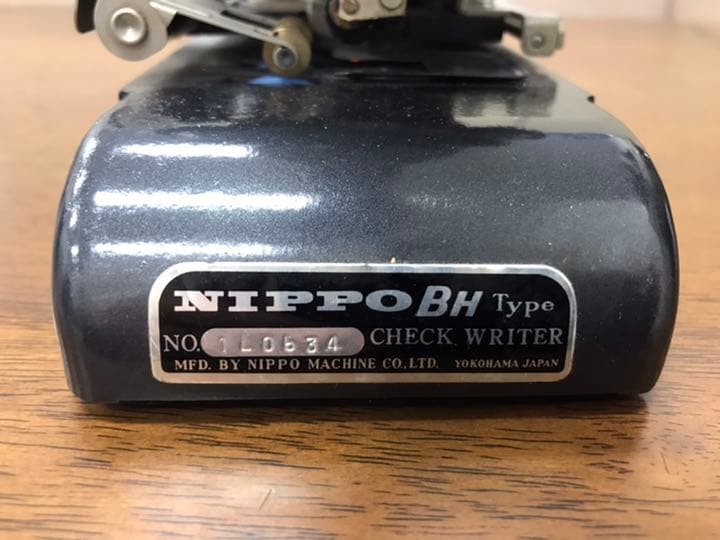 NIPPO BH Type
NO. 1L0634 CHECK WRITER
MFD. BY NIPPO MACHINE CO., LTD. YOKOHAMA JAPAN